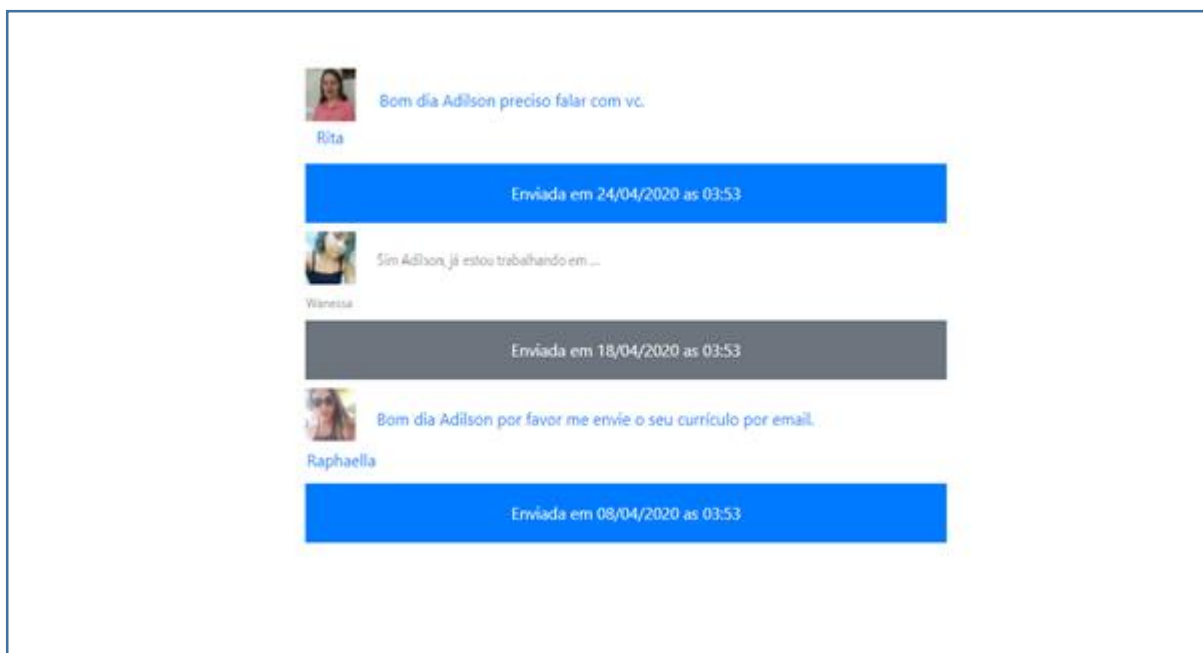 Bom dia Adilson preciso falar com vc.
Rita
Enviada em 24/04/2020 as 03:53
Sim Adilson, já estou trabalhando em ...
Wanessa
Enviada em 18/04/2020 as 03:53
Bom dia Adilson por favor me envie o seu currículo por email.
Raphaella
Enviada em 08/04/2020 as 03:53